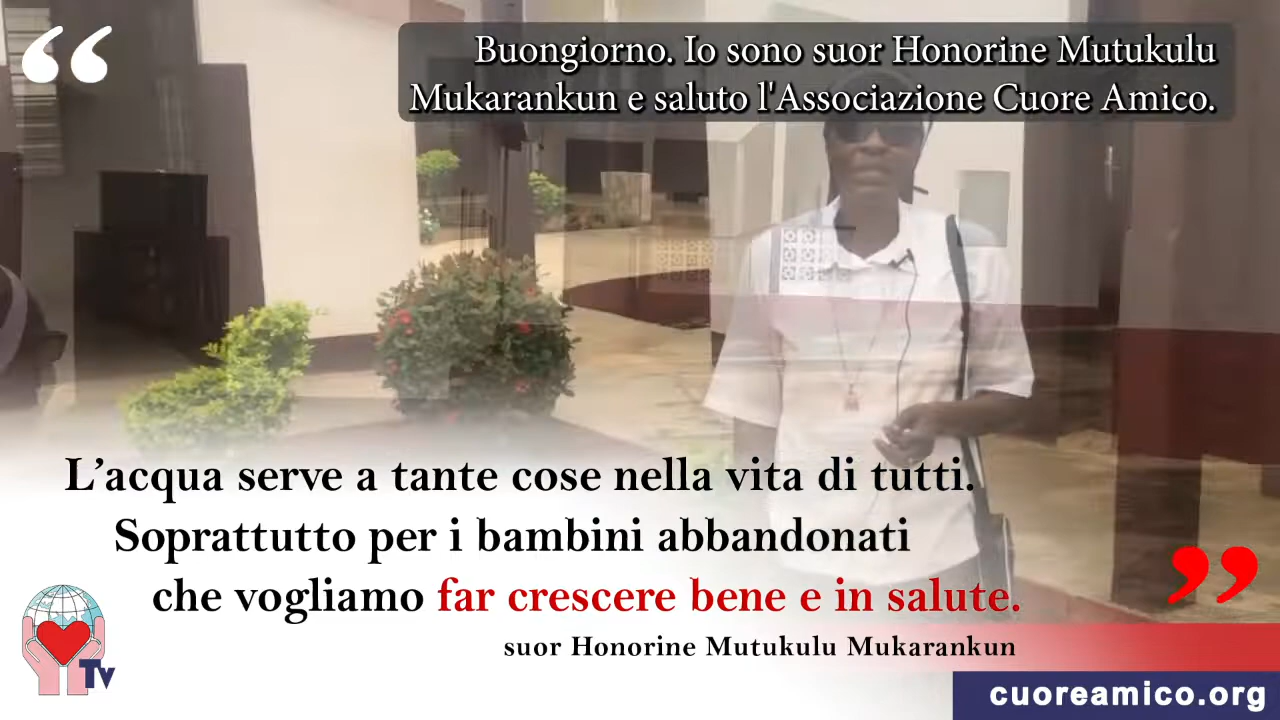 “
Buongiorno. Io sono suor Honorine Mutukulu
Mukarankun e saluto l'Associazione Cuore Amico.
L’acqua serve a tante cose nella vita di tutti.
Soprattutto per i bambini abbandonati
che vogliamo far crescere bene e in salute.
”
suor Honorine Mutukulu Mukarankun
Tv
cuoreamico.org